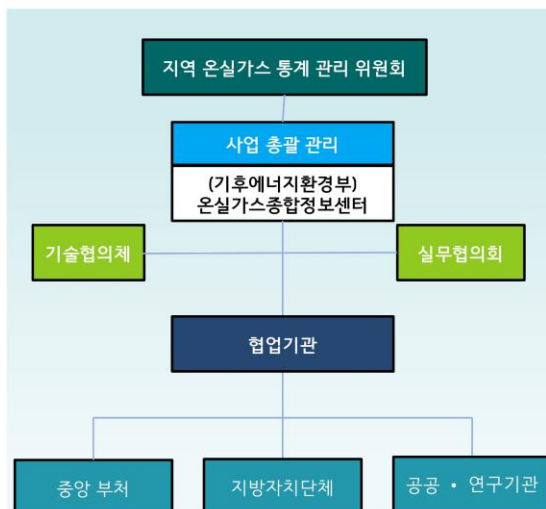 지역 온실가스 통계 관리 위원회
사업 총괄 관리
(기후에너지환경부)
온실가스종합정보센터
기술협의체
실무협의회
협업기관
중앙 부처
지방자치단체
공공 • 연구기관